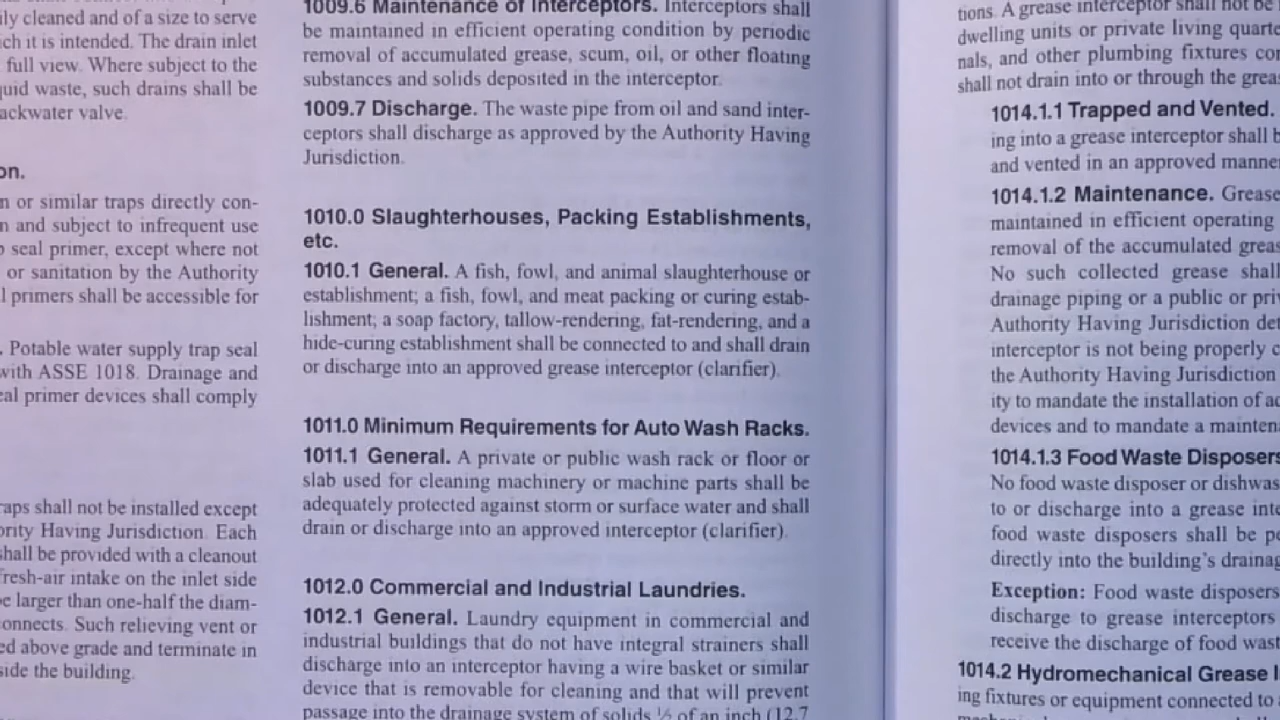 ily cleaned and of a size to serve
ch it is intended. The drain inlet
full view. Where subject to the
quid waste, such drains shall be
ackwater valve.
on.
n or similar traps directly con-
n and subject to infrequent use
seal primer, except where not
or sanitation by the Authority
l primers shall be accessible for
. Potable water supply trap seal
with ASSE 1018. Drainage and
eal primer devices shall comply
raps shall not be installed except
ority Having Jurisdiction. Each
shall be provided with a cleanout
fresh-air intake on the inlet side
be larger than one-half the diam-
onnects. Such relieving vent or
ed above grade and terminate in
side the building.
1009.6 Maintenance of Interceptors. Interceptors shall
be maintained in efficient operating condition by periodic
removal of accumulated grease, scum, oil, or other floating
substances and solids deposited in the interceptor.
1009.7 Discharge. The waste pipe from oil and sand inter-
ceptors shall discharge as approved by the Authority Having
Jurisdiction.
1010.0 Slaughterhouses, Packing Establishments,
etc.
1010.1 General. A fish, fowl, and animal slaughterhouse or
establishment; a fish, fowl, and meat packing or curing estab-
lishment; a soap factory, tallow-rendering, fat-rendering, and a
hide-curing establishment shall be connected to and shall drain
or discharge into an approved grease interceptor (clarifier).
1011.0 Minimum Requirements for Auto Wash Racks.
1011.1 General. A private or public wash rack or floor or
slab used for cleaning machinery or machine parts shall be
adequately protected against storm or surface water and shall
drain or discharge into an approved interceptor (clarifier).
1012.0 Commercial and Industrial Laundries.
1012.1 General. Laundry equipment in commercial and
industrial buildings that do not have integral strainers shall
discharge into an interceptor having a wire basket or similar
device that is removable for cleaning and that will prevent
passage into the drainage system of solids ½ of an inch (12.7
tions. A grease interceptor shall not be
dwelling units or private living quarte
nals, and other plumbing fixtures co
shall not drain into or through the grea
1014.1.1 Trapped and Vented.
ing into a grease interceptor shall b
and vented in an approved manne
1014.1.2 Maintenance. Grease
maintained in efficient operating
removal of the accumulated greas
No such collected grease shall
drainage piping or a public or priv
Authority Having Jurisdiction de
interceptor is not being properly c
the Authority Having Jurisdiction
ity to mandate the installation of ad
devices and to mandate a mainten
1014.1.3 Food Waste Disposers
No food waste disposer or dishwas
to or discharge into a grease inte
food waste disposers shall be pe
directly into the building's drainag
Exception: Food waste disposers
discharge to grease interceptors
receive the discharge of food wast
1014.2 Hydromechanical Grease I
ing fixtures or equipment connected to